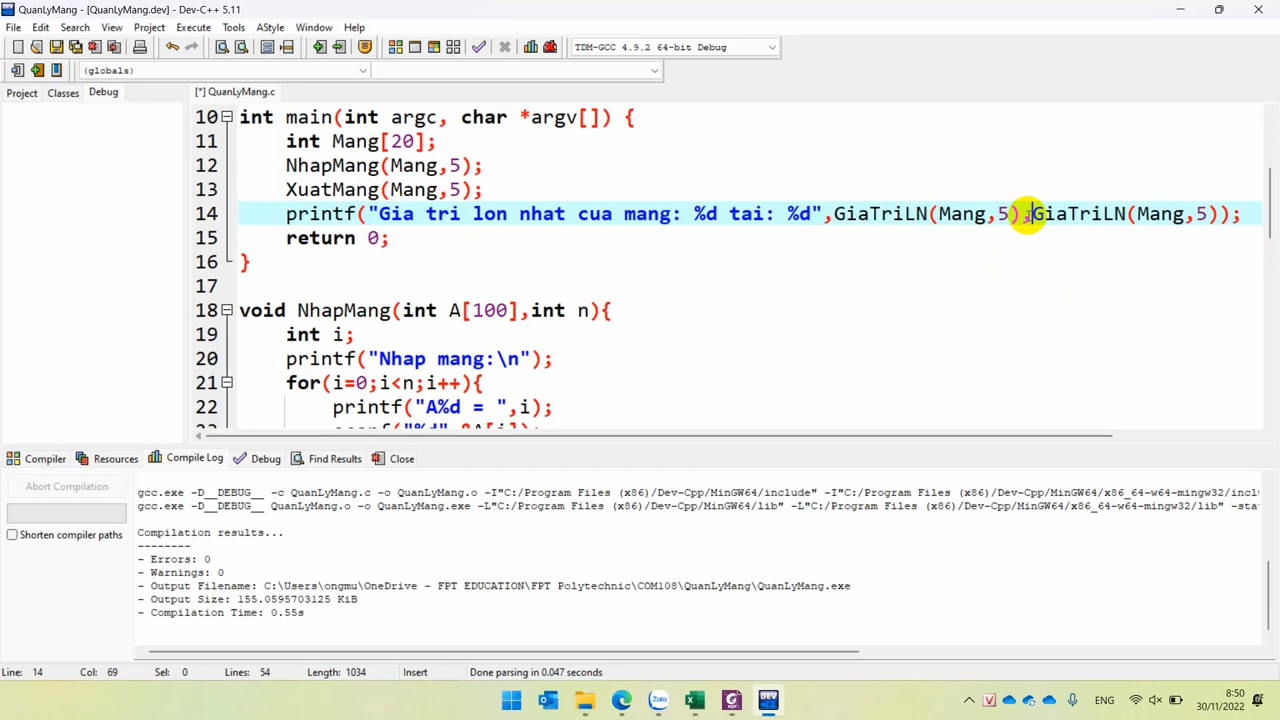 QuanLyMang - [QuanLyMang.dev] - Dev-C++ 5.11
File Edit Search View Project Execute Tools AStyle Window Help
TDM-GCC 4.9.2 64-bit Debug
(globals)
Project Classes Debug [*] QuanLyMang.c
10 int main(int argc, char *argv[]) {
11 int Mang[20];
12 NhapMang(Mang,5);
13 XuatMang(Mang,5);
14 printf("Gia tri lon nhat cua mang: %d tai: %d",GiaTriLN(Mang,5),GiaTriLN(Mang,5));
15 return 0;
16 }
17
18 void NhapMang(int A[100],int n){
19 int i;
20 printf("Nhap mang:\n");
21 for(i=0;i<n;i++){
22 printf("A%d = ",i);
23 scanf("%d",&A[i]);
Compiler Resources Compile Log Debug Find Results Close
Abort Compilation
Shorten compiler paths
gcc.exe -D__DEBUG__ -c QuanLyMang.c -o QuanLyMang.o -I"C:/Program Files (x86)/Dev-Cpp/MinGW64/include" -I"C:/Program Files (x86)/Dev-Cpp/MinGW64/x86_64-w64-mingw32/inclu
gcc.exe -D__DEBUG__ QuanLyMang.o -o QuanLyMang.exe -L"C:/Program Files (x86)/Dev-Cpp/MinGW64/lib" -L"C:/Program Files (x86)/Dev-Cpp/MinGW64/x86_64-w64-mingw32/lib" -sta
Compilation results...
--------
- Errors: 0
- Warnings: 0
- Output Filename: C:\Users\ongmu\OneDrive - FPT EDUCATION\FPT Polytechnic\COM108\QuanLyMang\QuanLyMang.exe
- Output Size: 155.0595703125 KiB
- Compilation Time: 0.55s
Line: 14 Col: 69 Sel: 0 Lines: 54 Length: 1034 Insert Done parsing in 0.047 seconds
Zalo PDF DEV ENG 8:50
30/11/2022